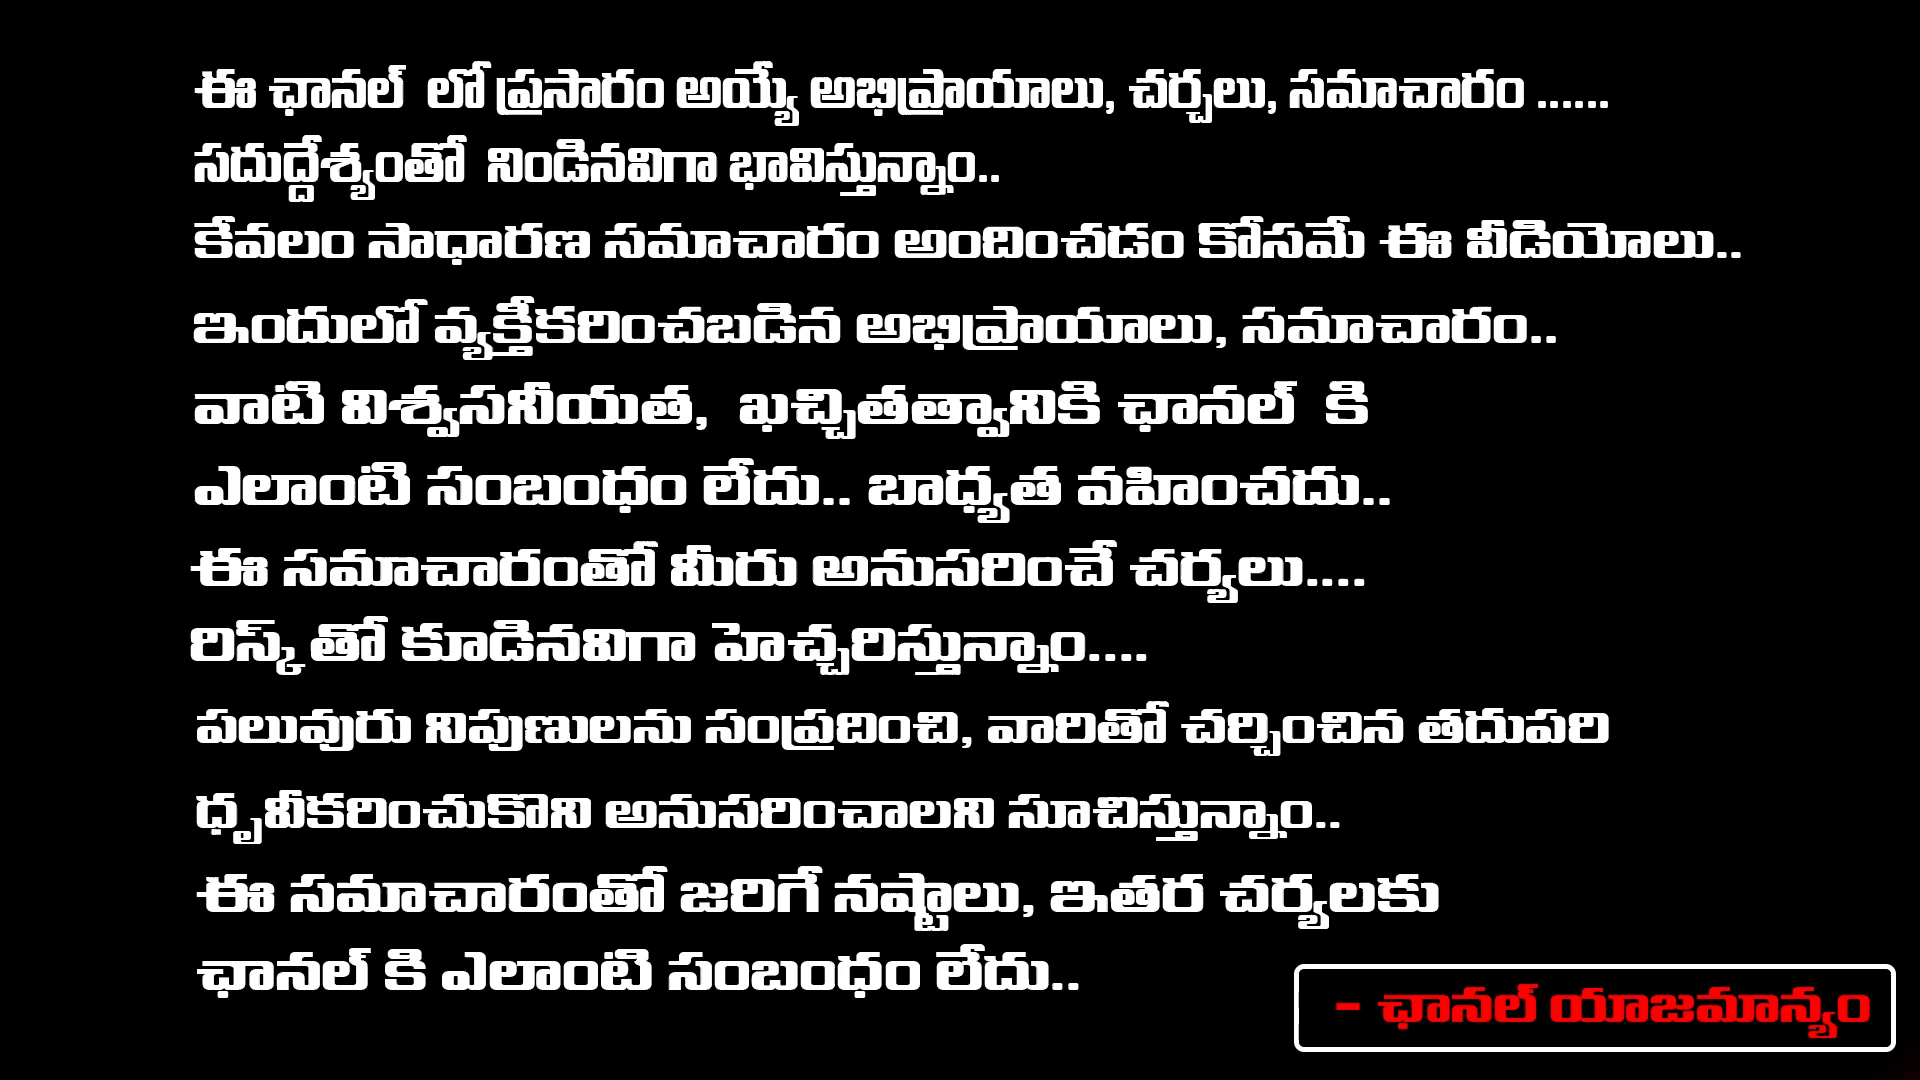 ఈ ఛానల్ లో ప్రసారం అయ్యే అభిప్రాయాలు, చర్చలు, సమాచారం ......
సదుద్దేశ్యంతో నిండినవిగా భావిస్తున్నాం..
కేవలం సాధారణ సమాచారం అందించడం కోసమే ఈ వీడియోలు..
ఇందులో వ్యక్తీకరించబడిన అభిప్రాయాలు, సమాచారం..
వాటి విశ్వసనీయత, ఖచ్చితత్వానికి ఛానల్ కి
ఎలాంటి సంబంధం లేదు.. బాధ్యత వహించదు..
ఈ సమాచారంతో మీరు అనుసరించే చర్యలు....
రిస్క్ తో కూడినవిగా హెచ్చరిస్తున్నాం....
పలువురు నిపుణులను సంప్రదించి, వారితో చర్చించిన తదుపరి
ధృవీకరించుకొని అనుసరించాలని సూచిస్తున్నాం..
ఈ సమాచారంతో జరిగే నష్టాలు, ఇతర చర్యలకు
ఛానల్ కి ఎలాంటి సంబంధం లేదు..
- ఛానల్ యాజమాన్యం